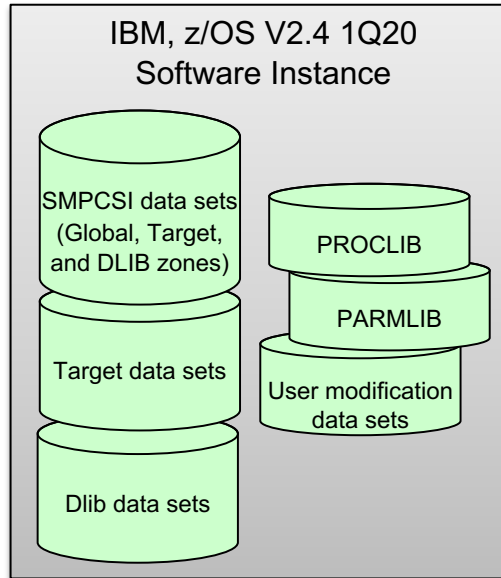 IBM, z/OS V2.4 1Q20
Software Instance
SMPCSI data sets
(Global, Target,
and DLIB zones)
Target data sets
Dlib data sets
PROCLIB
PARMLIB
User modification
data sets